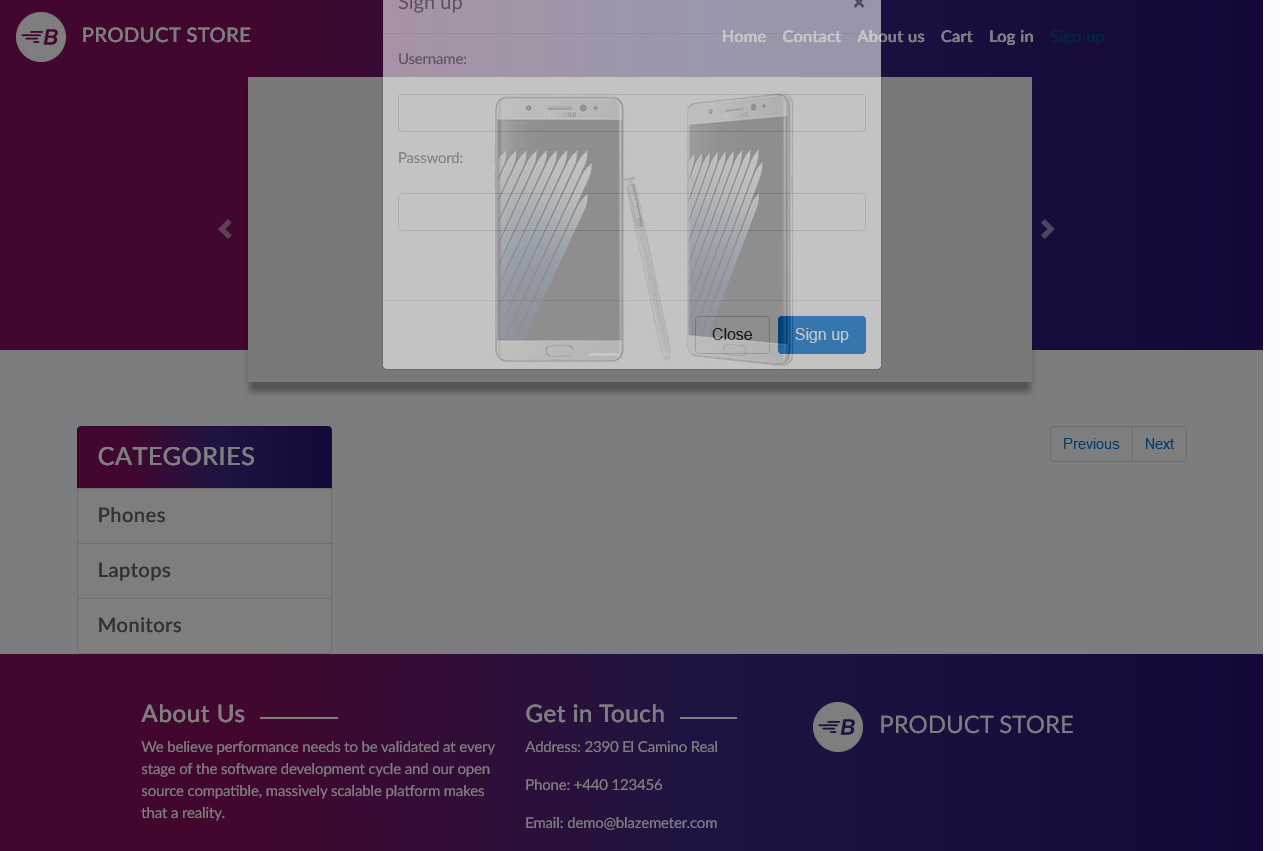 Sign up
×
PRODUCT STORE
Home Contact About us Cart Log in Sign up
Username:
SAMSUNG
Password:
Close Sign up
CATEGORIES
Previous Next
Phones
Laptops
Monitors
About Us
We believe performance needs to be validated at every
stage of the software development cycle and our open
source compatible, massively scalable platform makes
that a reality.
Get in Touch
Address: 2390 El Camino Real
Phone: +440 123456
Email: demo@blazemeter.com
B PRODUCT STORE